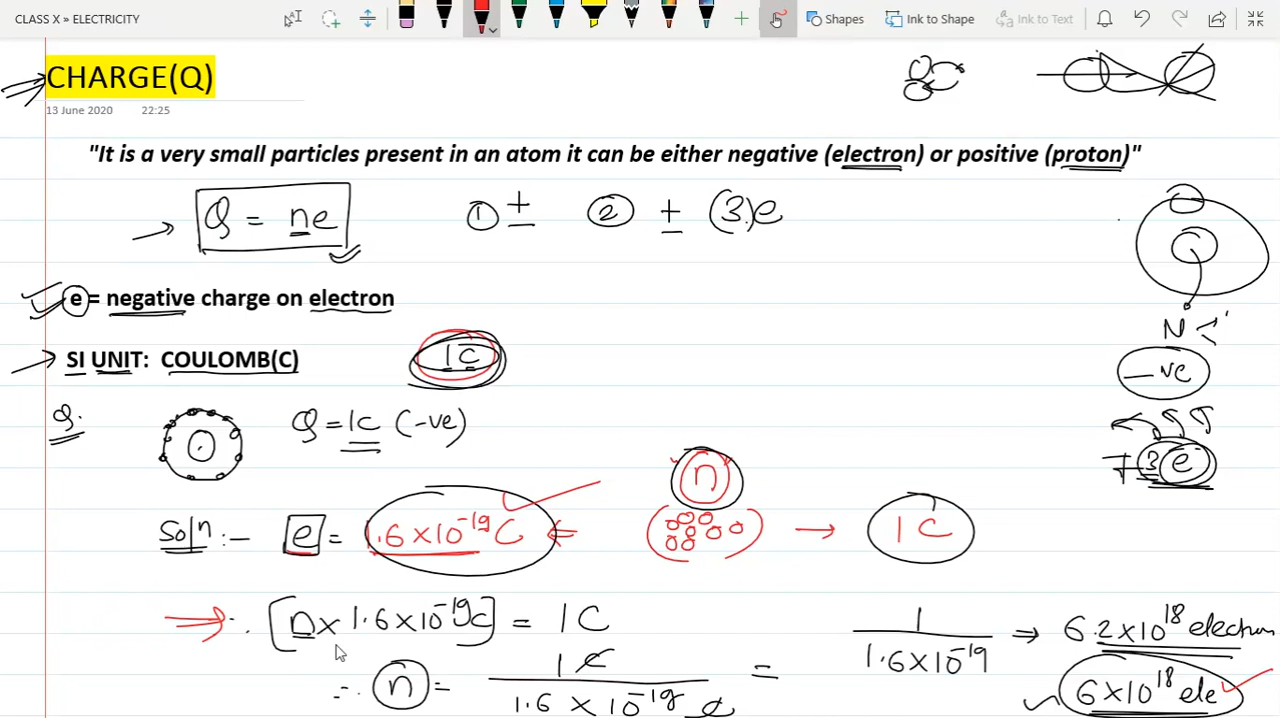 CLASS X » ELECTRICITY
Shapes
Ink to Shape
Ink to Text
CHARGE(Q)
13 June 2020 22:25
"It is a very small particles present in an atom it can be either negative (electron) or positive (proton)"
Q = ne
① ± ② ± (3.)e
e = negative charge on electron
N
-ve
SI UNIT: COULOMB(C)
1C
Q. Q = 1C (-ve)
3 e
n
Soln :- e = 1.6×10⁻¹⁹ C ⇐ → 1C
⇒ ∴ [n×1.6×10⁻¹⁹C] = 1C
∴ n = 1C / 1.6 × 10⁻¹⁹ C = 1 / 1.6×10⁻¹⁹ ⇒ 6.2×10¹⁸ electron
6×10¹⁸ ele